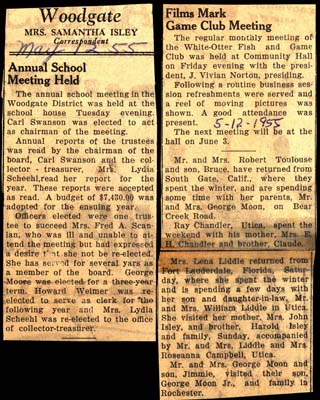 Woodgate
MRS. SAMANTHA ISLEY
Correspondent
May 12 55
Annual School
Meeting Held
The annual school meeting in the
Woodgate District was held at the
school house Tuesday evening.
Carl Swanson was elected to act
as chairman of the meeting.
Annual reports of the trustees
was read by the chairman of the
board, Carl Swanson and the col-
lector - treasurer, Mrs. Lydia
Scheehl,read her report for the
year. These reports were accepted
as read. A budget of $7,490.00 was
adopted for the ensuing year.
Officers elected were one trus-
tee to succeed Mrs. Fred A. Scan-
lan, who was ill and unable to at-
tend the meeting but had expressed
a desire that she not be re-elected.
She has served for several years as
a member of the board. George
Moore was elected for a three-year
term. Howard Weimer was re-
elected to serve as clerk for the
following year and Mrs. Lydia
Scheehl was re-elected to the office
of collector-treasurer.
Films Mark
Game Club Meeting
The regular monthly meeting of
the White-Otter Fish and Game
Club was held at Community Hall
on Friday evening with the presi-
dent, J. Vivian Norton, presiding.
Following a routine business ses-
sion refreshments were served and
a reel of moving pictures was
shown. A good attendance was
present. 5-12-1955
The next meeting will be at the
hall on June 3.
Mr. and Mrs. Robert Toulouse
and son, Bruce, have returned from
South Gate, Calif., where they
spent the winter, and are spending
some time with her parents, Mr.
and Mrs. George Moon, on Bear
Creek Road.
Ray Chandler, Utica, spent the
weekend with his mother, Mrs. E.
H. Chandler and brother, Claude.
Mrs. Lena Liddle returned from
Fort Lauderdale, Florida, Satur-
day, where she spent the winter
and is spending a few days with
her son and daughter-in-law, Mr.
and Mrs. William Liddle in Utica.
She visited her mother, Mrs. John
Isley, and brother, Harold Isley
and family, Sunday, accompanied
by Mr. and Mrs. Liddle and Mrs.
Roseanna Campbell, Utica.
Mr. and Mrs. George Moon and
son, Jimmie, visited their son,
George Moon Jr., and family in
Rochester.